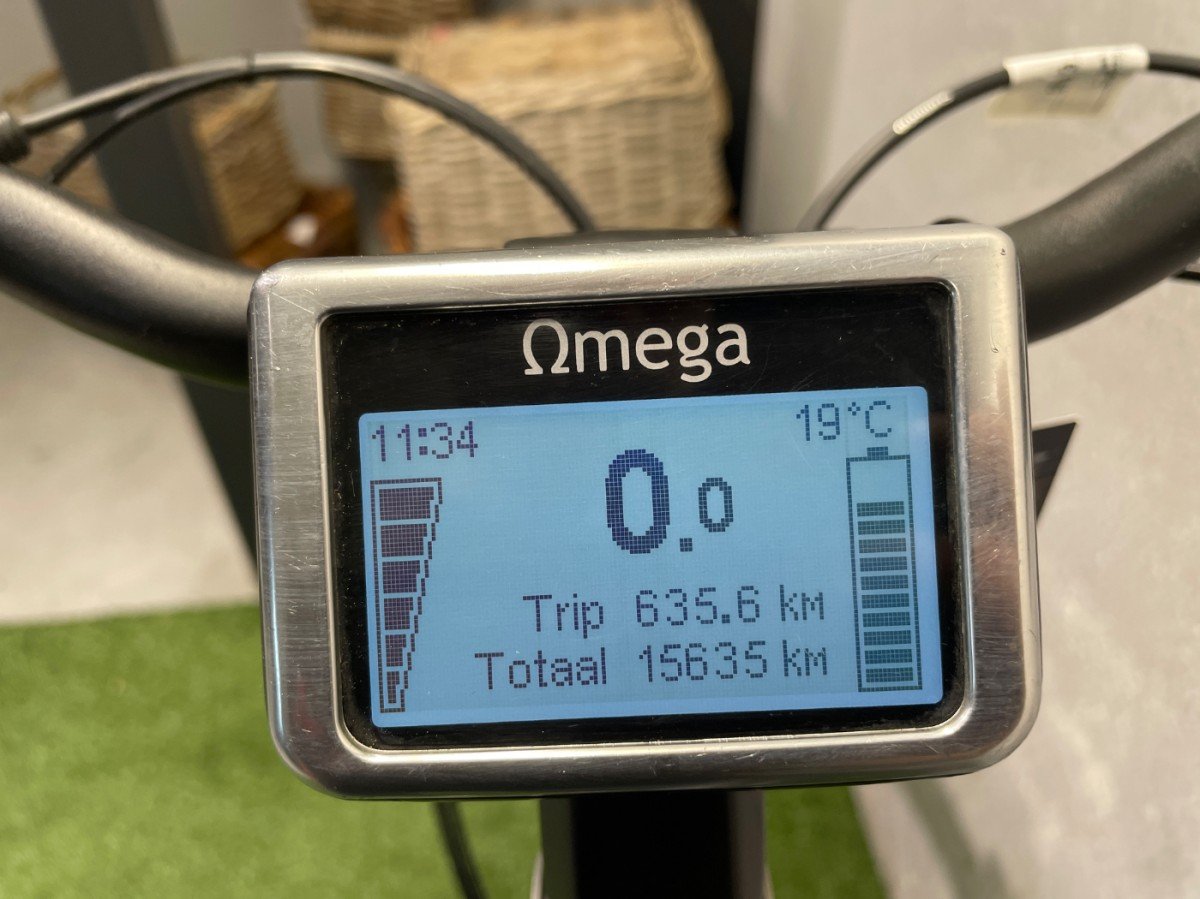 Ωmega
11:34
19°C
0.0
Trip 635.6 km
Totaal 15635 km